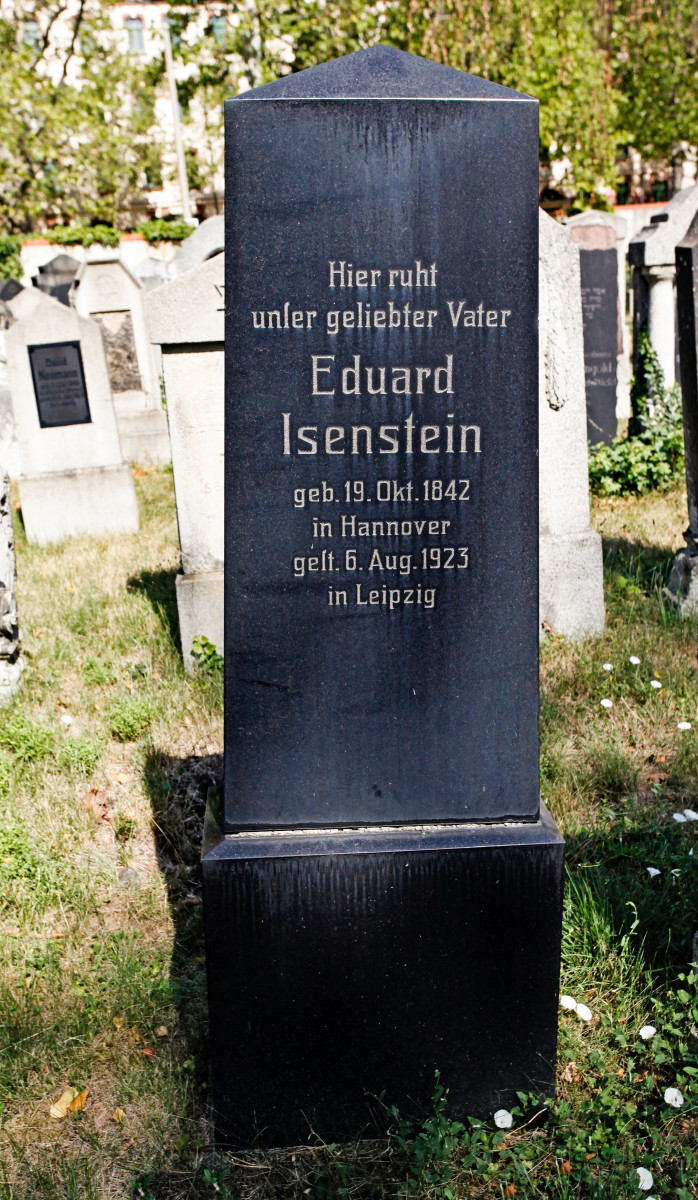 Hier ruht
unſer geliebter Vater
Eduard
Isenstein
geb. 19. Okt. 1842
in Hannover
geſt. 6. Aug. 1923
in Leipzig